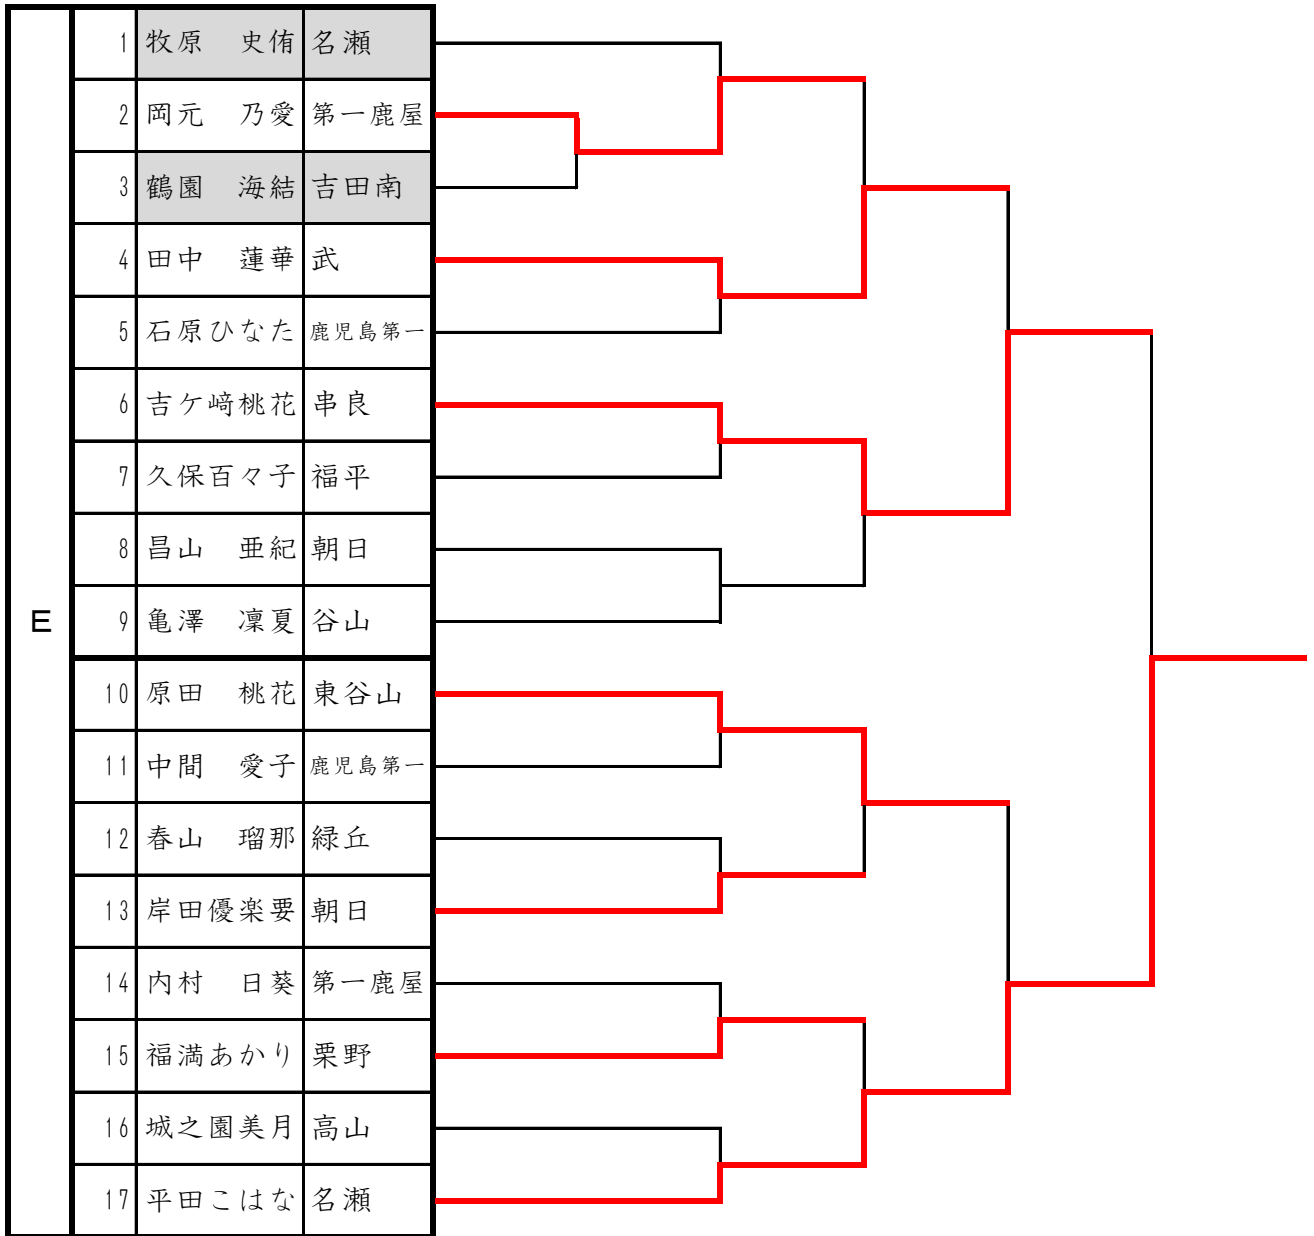 1 牧原　史侑 名瀬
2 岡元　乃愛 第一鹿屋
3 鶴園　海結 吉田南
4 田中　蓮華 武
5 石原ひなた 鹿児島第一
6 吉ケ﨑桃花 串良
7 久保百々子 福平
8 昌山　亜紀 朝日
E 9 亀澤　凜夏 谷山
10 原田　桃花 東谷山
11 中間　愛子 鹿児島第一
12 春山　瑠那 緑丘
13 岸田優楽要 朝日
14 内村　日葵 第一鹿屋
15 福満あかり 栗野
16 城之園美月 高山
17 平田こはな 名瀬